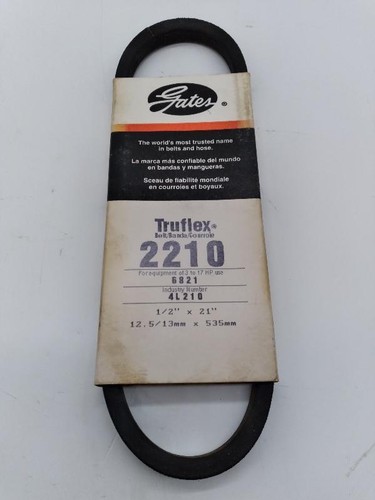 Gates®
The world's most trusted name
in belts and hose.
La marca más confiable del mundo
en bandas y mangueras.
Sceau de fiabilité mondiale
en courroies et boyaux.
Truflex®
Belt/Banda/Courroie
2210
For equipment of 3 to 17 HP use
6821
Industry Number
4L210
1/2" x 21"
12.5/13mm x 535mm